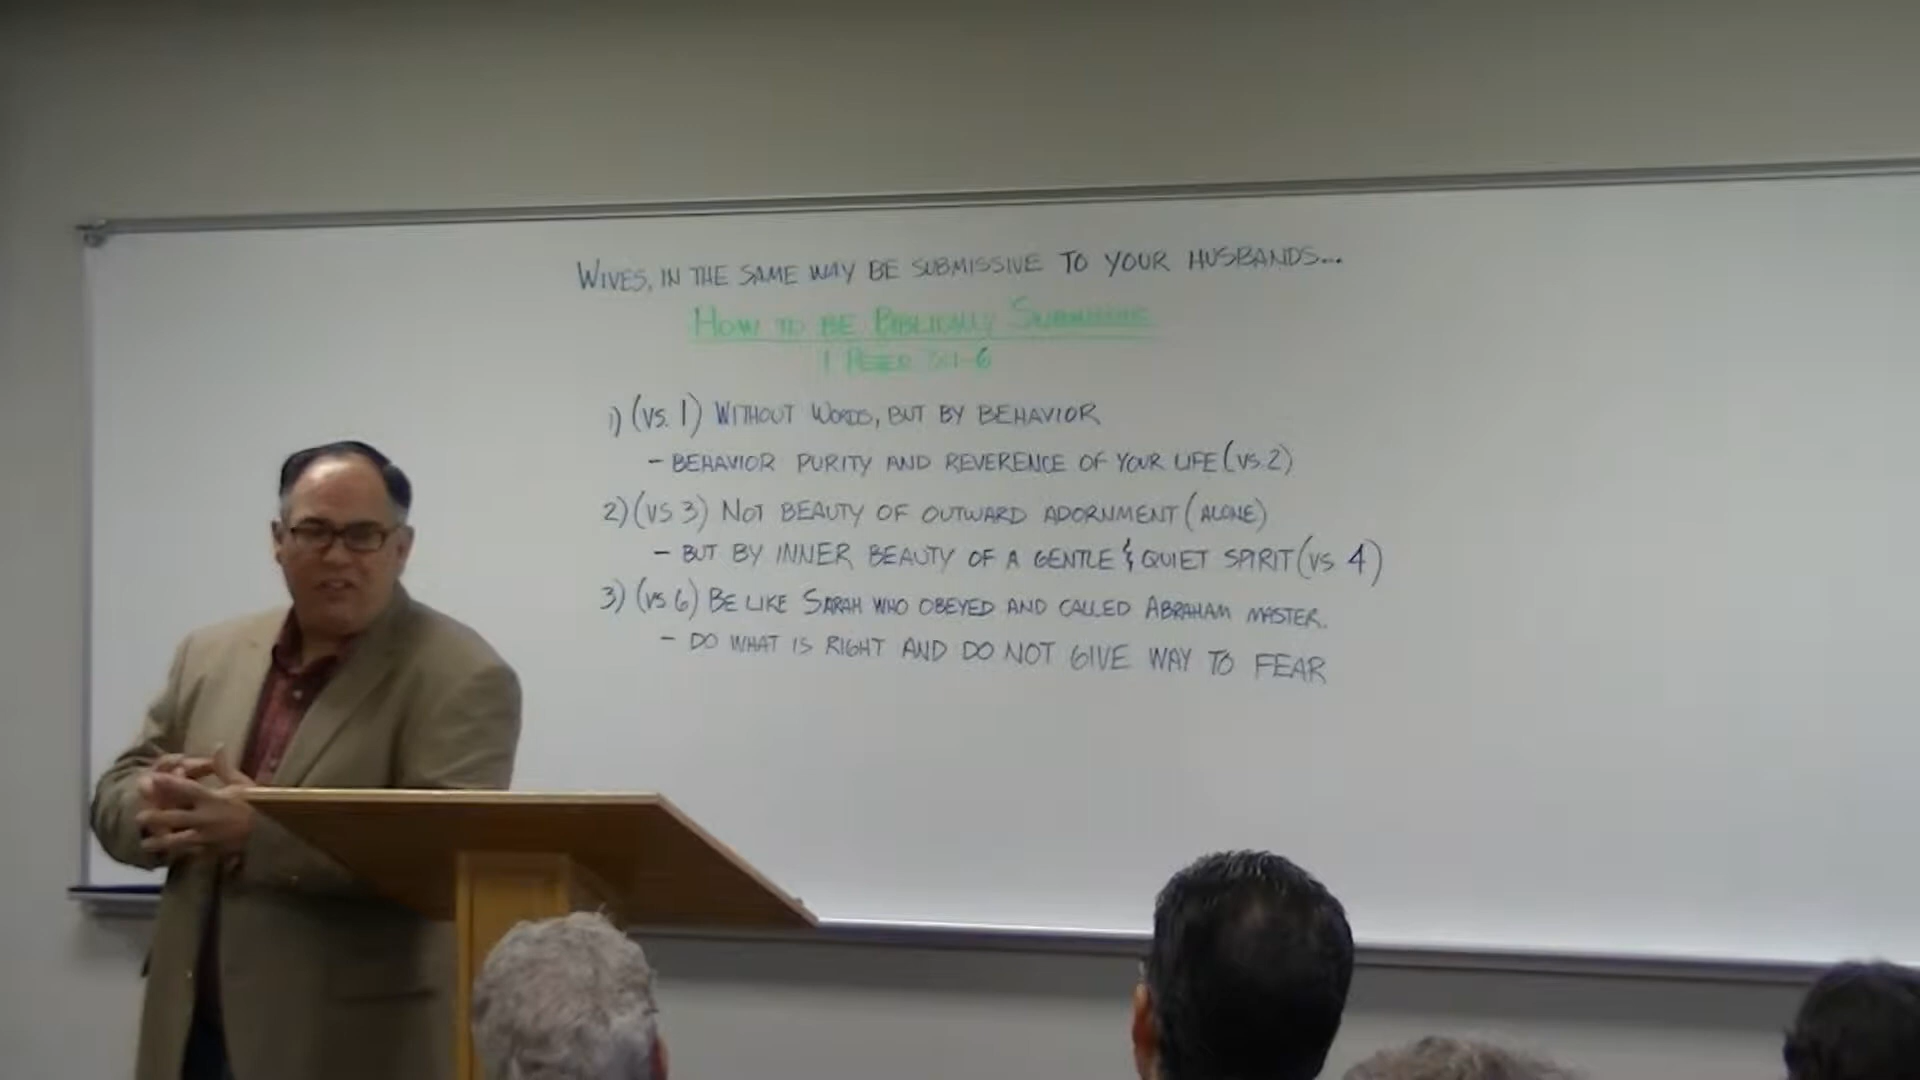 WIVES, IN THE SAME WAY BE SUBMISSIVE TO YOUR HUSBANDS...
HOW TO BE BIBLICALLY SUBMISSIVE
1 PETER 3:1-6
1) (VS. 1) WITHOUT WORDS, BUT BY BEHAVIOR
- BEHAVIOR PURITY AND REVERENCE OF YOUR LIFE (VS. 2)
2) (VS 3) NOT BEAUTY OF OUTWARD ADORNMENT (ALONE)
- BUT BY INNER BEAUTY OF A GENTLE & QUIET SPIRIT (VS. 4)
3) (VS 6) BE LIKE SARAH WHO OBEYED AND CALLED ABRAHAM MASTER.
- DO WHAT IS RIGHT AND DO NOT GIVE WAY TO FEAR